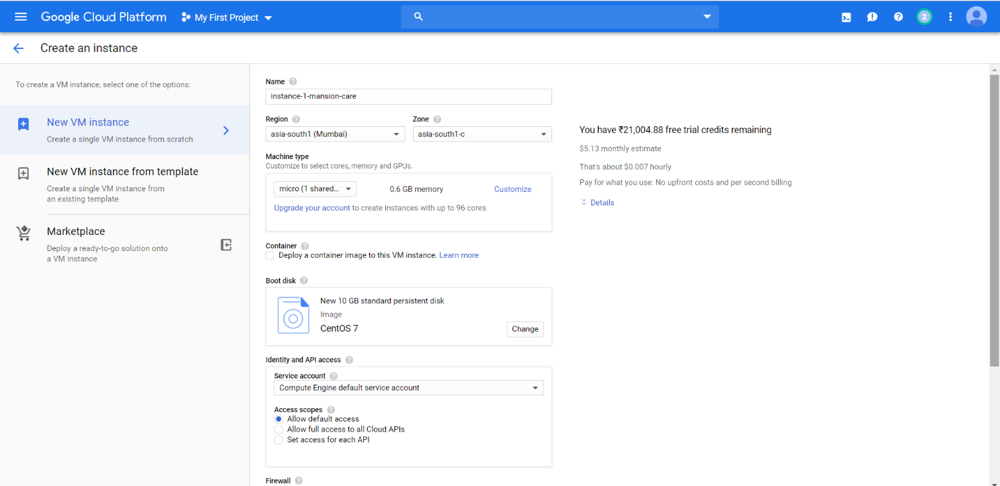 Google Cloud Platform
My First Project
2
Create an instance
To create a VM instance, select one of the options:
New VM instance
Create a single VM instance from scratch
New VM instance from template
Create a single VM instance from
an existing template
Marketplace
Deploy a ready-to-go solution onto
a VM instance
Name
instance-1-mansion-care
Region Zone
asia-south1 (Mumbai) asia-south1-c
Machine type
Customize to select cores, memory and GPUs.
micro (1 shared... 0.6 GB memory Customize
Upgrade your account to create instances with up to 96 cores
Container
Deploy a container image to this VM instance. Learn more
Boot disk
New 10 GB standard persistent disk
Image
CentOS 7
Change
Identity and API access
Service account
Compute Engine default service account
Access scopes
Allow default access
Allow full access to all Cloud APIs
Set access for each API
Firewall
You have ₹21,004.88 free trial credits remaining
$5.13 monthly estimate
That's about $0.007 hourly
Pay for what you use: No upfront costs and per second billing
Details